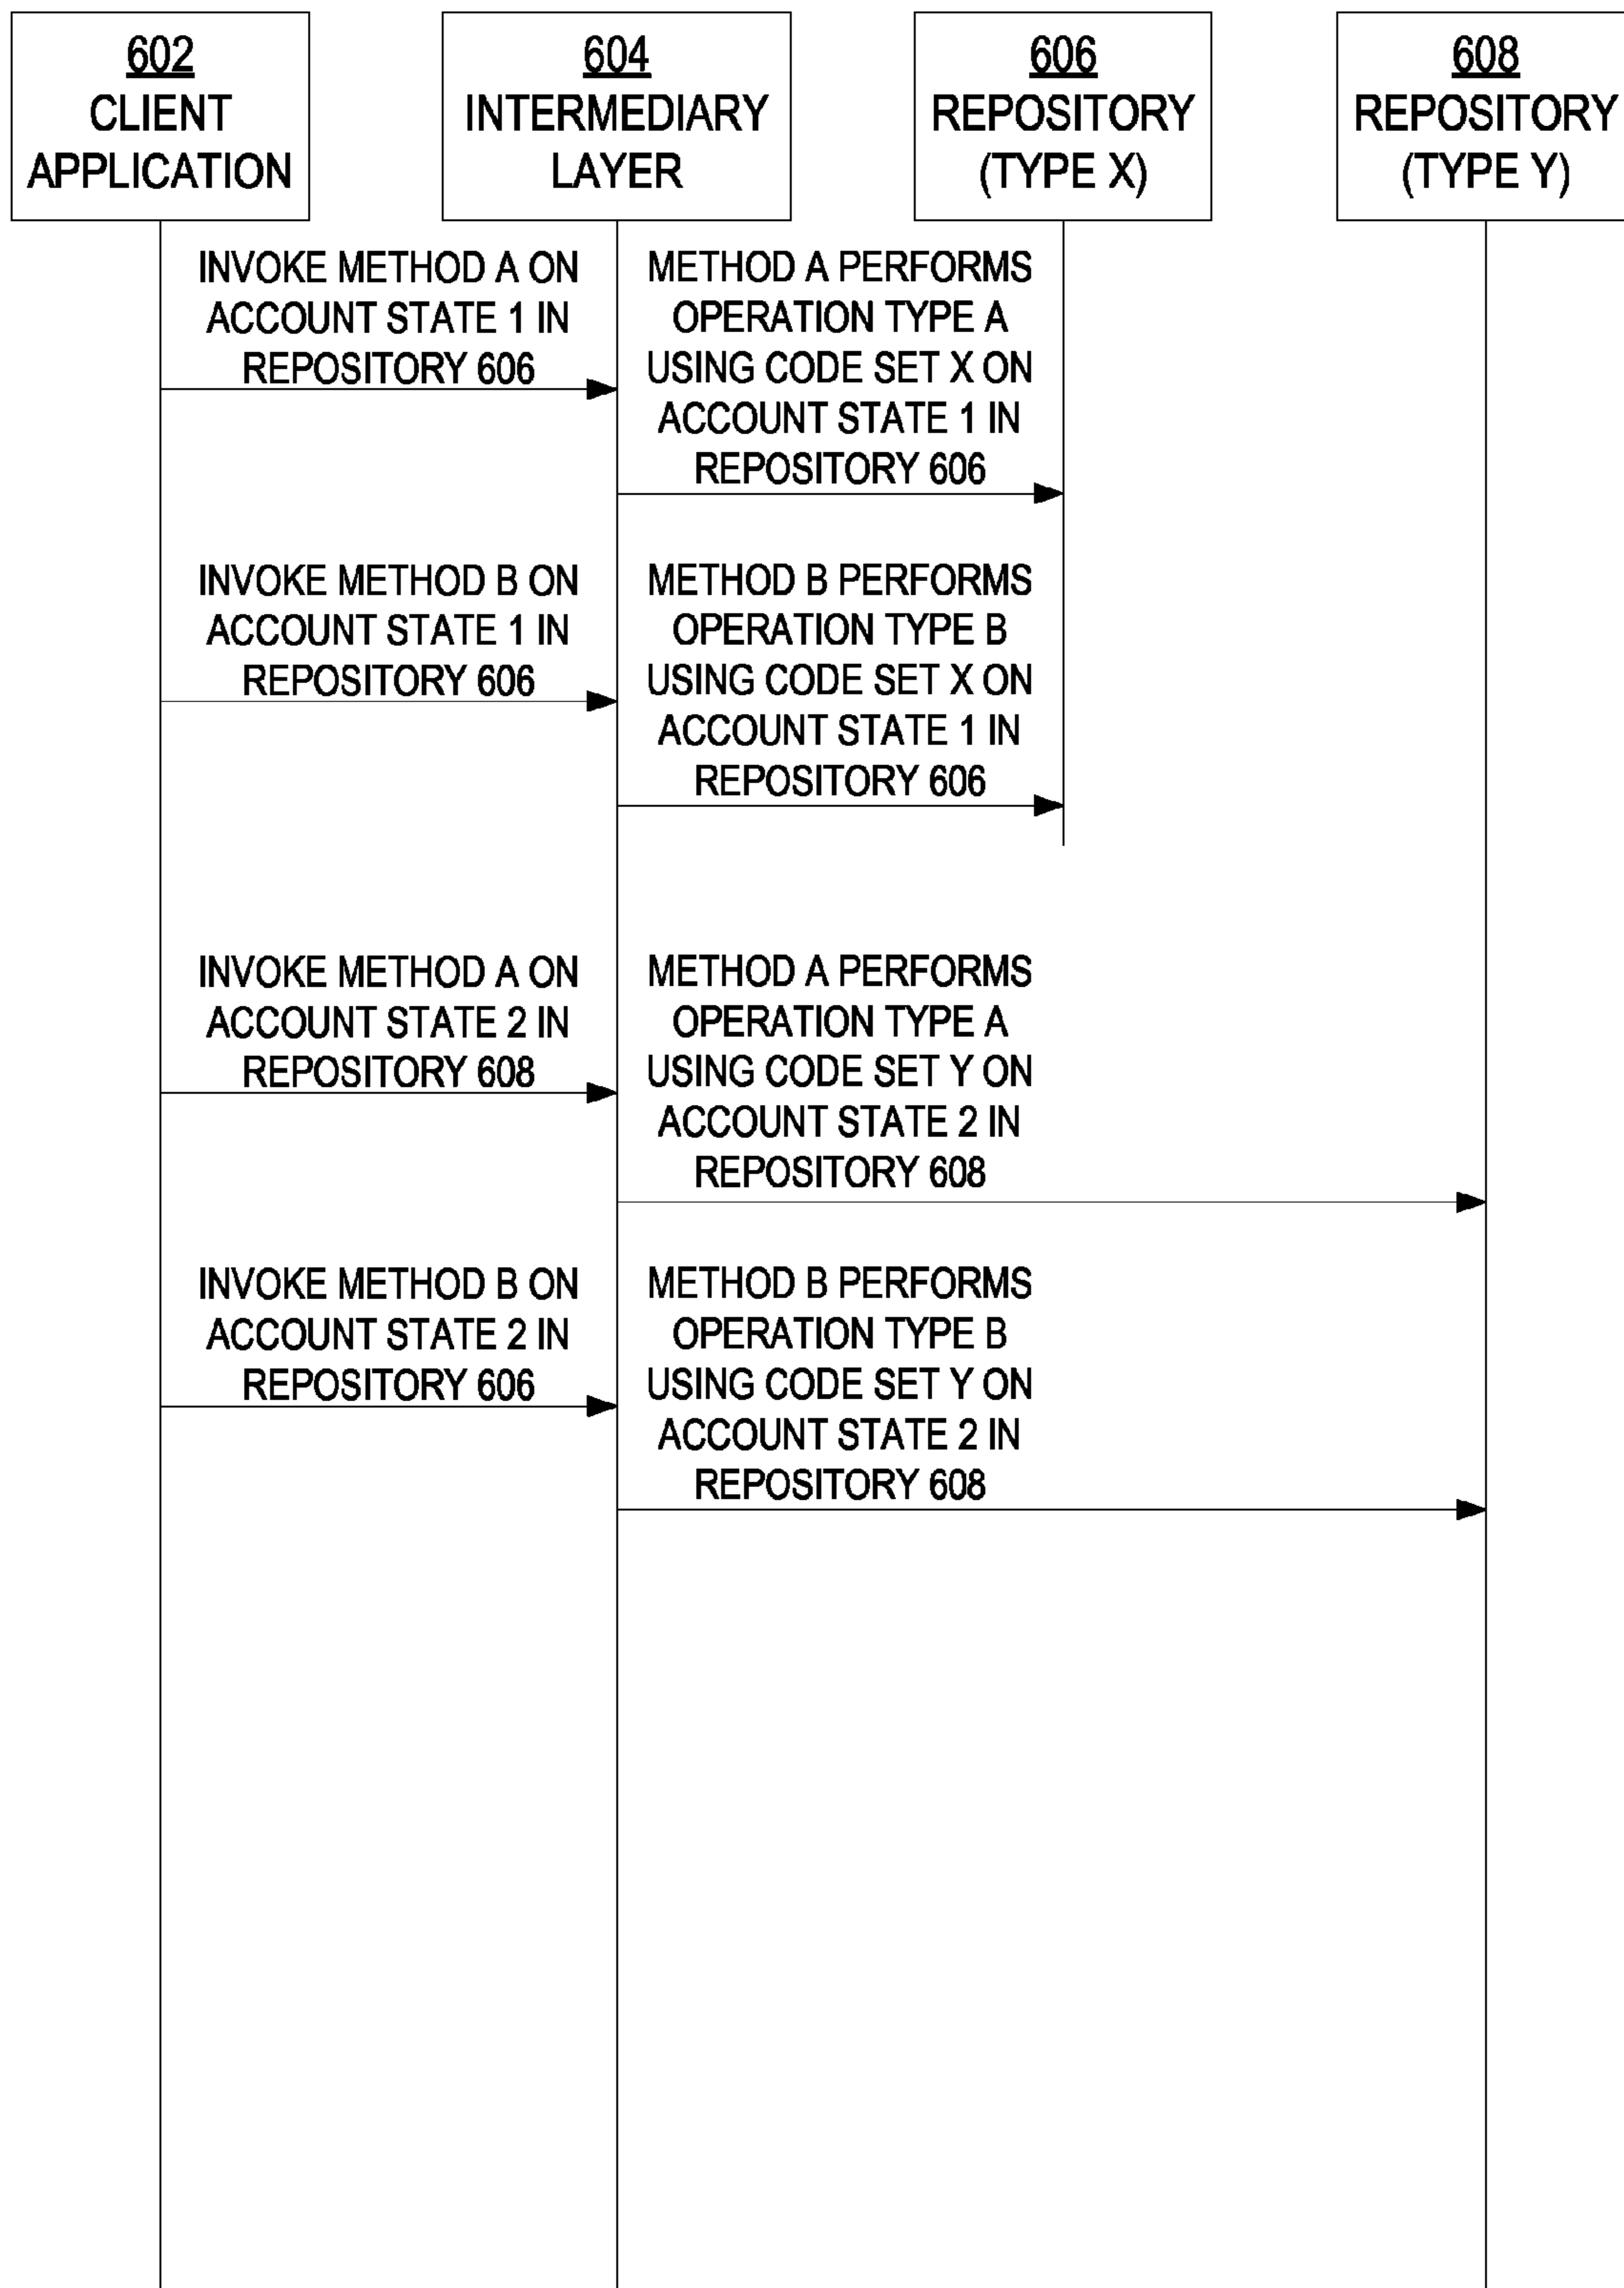 602
CLIENT
APPLICATION
604
INTERMEDIARY
LAYER
606
REPOSITORY
(TYPE X)
608
REPOSITORY
(TYPE Y)
INVOKE METHOD A ON
ACCOUNT STATE 1 IN
REPOSITORY 606
METHOD A PERFORMS
OPERATION TYPE A
USING CODE SET X ON
ACCOUNT STATE 1 IN
REPOSITORY 606
INVOKE METHOD B ON
ACCOUNT STATE 1 IN
REPOSITORY 606
METHOD B PERFORMS
OPERATION TYPE B
USING CODE SET X ON
ACCOUNT STATE 1 IN
REPOSITORY 606
INVOKE METHOD A ON
ACCOUNT STATE 2 IN
REPOSITORY 608
METHOD A PERFORMS
OPERATION TYPE A
USING CODE SET Y ON
ACCOUNT STATE 2 IN
REPOSITORY 608
INVOKE METHOD B ON
ACCOUNT STATE 2 IN
REPOSITORY 606
METHOD B PERFORMS
OPERATION TYPE B
USING CODE SET Y ON
ACCOUNT STATE 2 IN
REPOSITORY 608